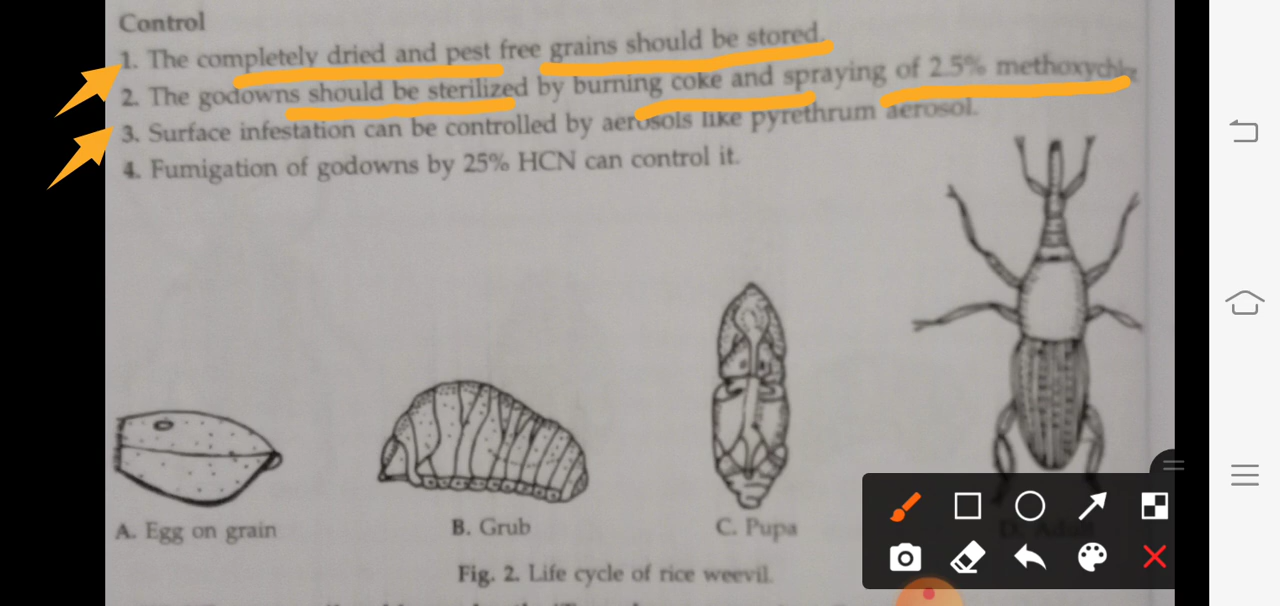 Control
1. The completely dried and pest free grains should be stored.
2. The godowns should be sterilized by burning coke and spraying of 2.5%
3. Surface infestation can be controlled by aerosols like pyrethrum aerosol.
4. Fumigation of godowns by 25% HCN can control it.
A. Egg on grain
B. Grub
C. Pupa
Fig. 2. Life cycle of rice weevil.